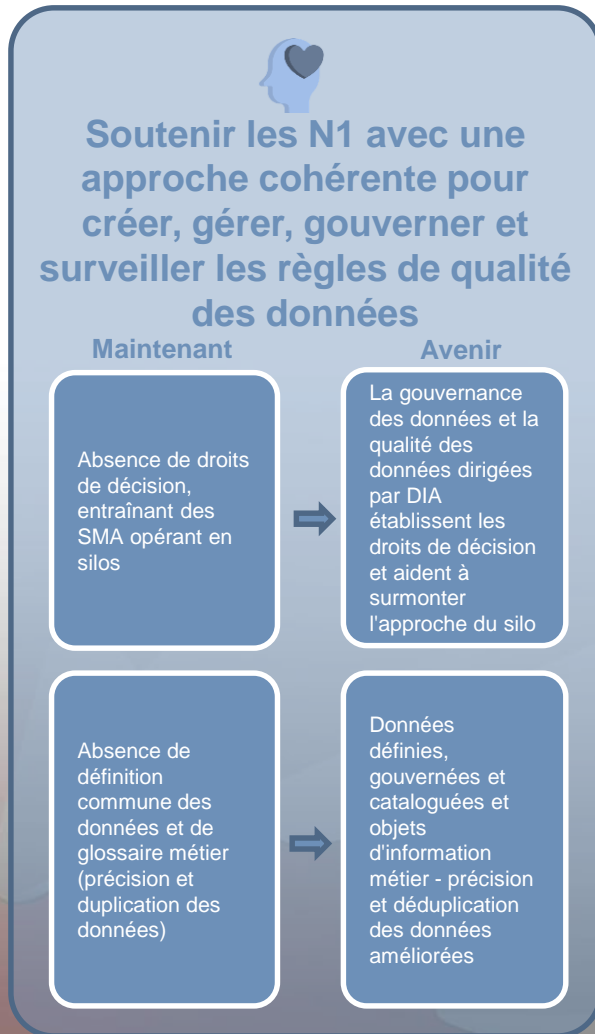 Soutenir les N1 avec une
approche cohérente pour
créer, gérer, gouverner et
surveiller les règles de qualité
des données
Maintenant
Avenir
Absence de droits
de décision,
entraînant des
SMA opérant en
silos
La gouvernance
des données et la
qualité des
données dirigées
par DIA
établissent les
droits de décision
et aident à
surmonter
l'approche du silo
Absence de
définition
commune des
données et de
glossaire métier
(précision et
duplication des
données)
Données
définies,
gouvernées et
cataloguées et
objets
d'information
métier - précision
et déduplication
des données
améliorées